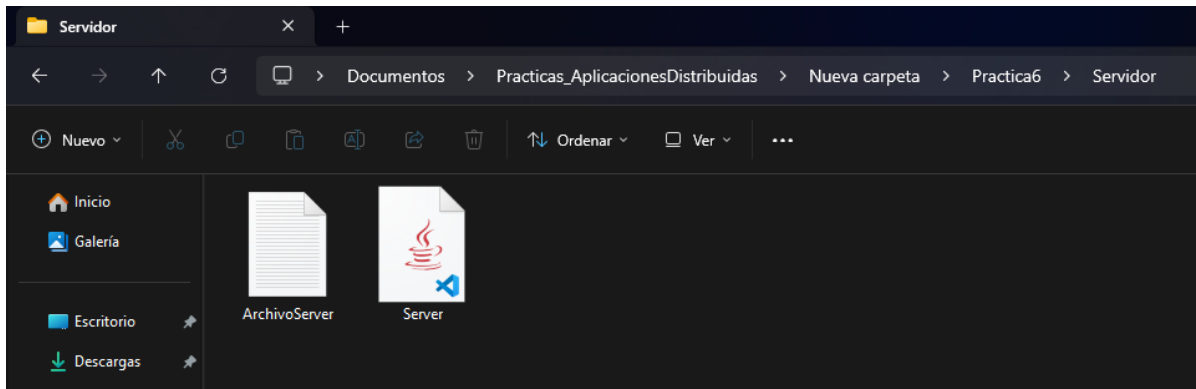 Servidor
Documentos > Practicas_AplicacionesDistribuidas > Nueva carpeta > Practica6 > Servidor
Nuevo Ordenar Ver
Inicio
Galería
Escritorio
Descargas
ArchivoServer Server